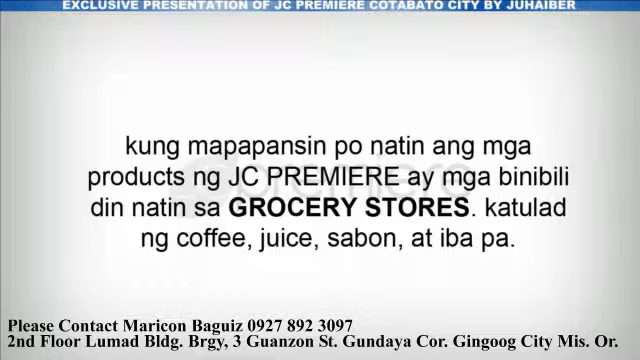 EXCLUSIVE PRESENTATION OF JC PREMIERE COTABATO CITY BY JUHAIBER
kung mapapansin po natin ang mga
products ng JC PREMIERE ay mga binibili
din natin sa GROCERY STORES. katulad
ng coffee, juice, sabon, at iba pa.
premiere
Please Contact Maricon Baguiz 0927 892 3097
2nd Floor Lumad Bldg. Brgy, 3 Guanzon St. Gundaya Cor. Gingoog City Mis. Or.